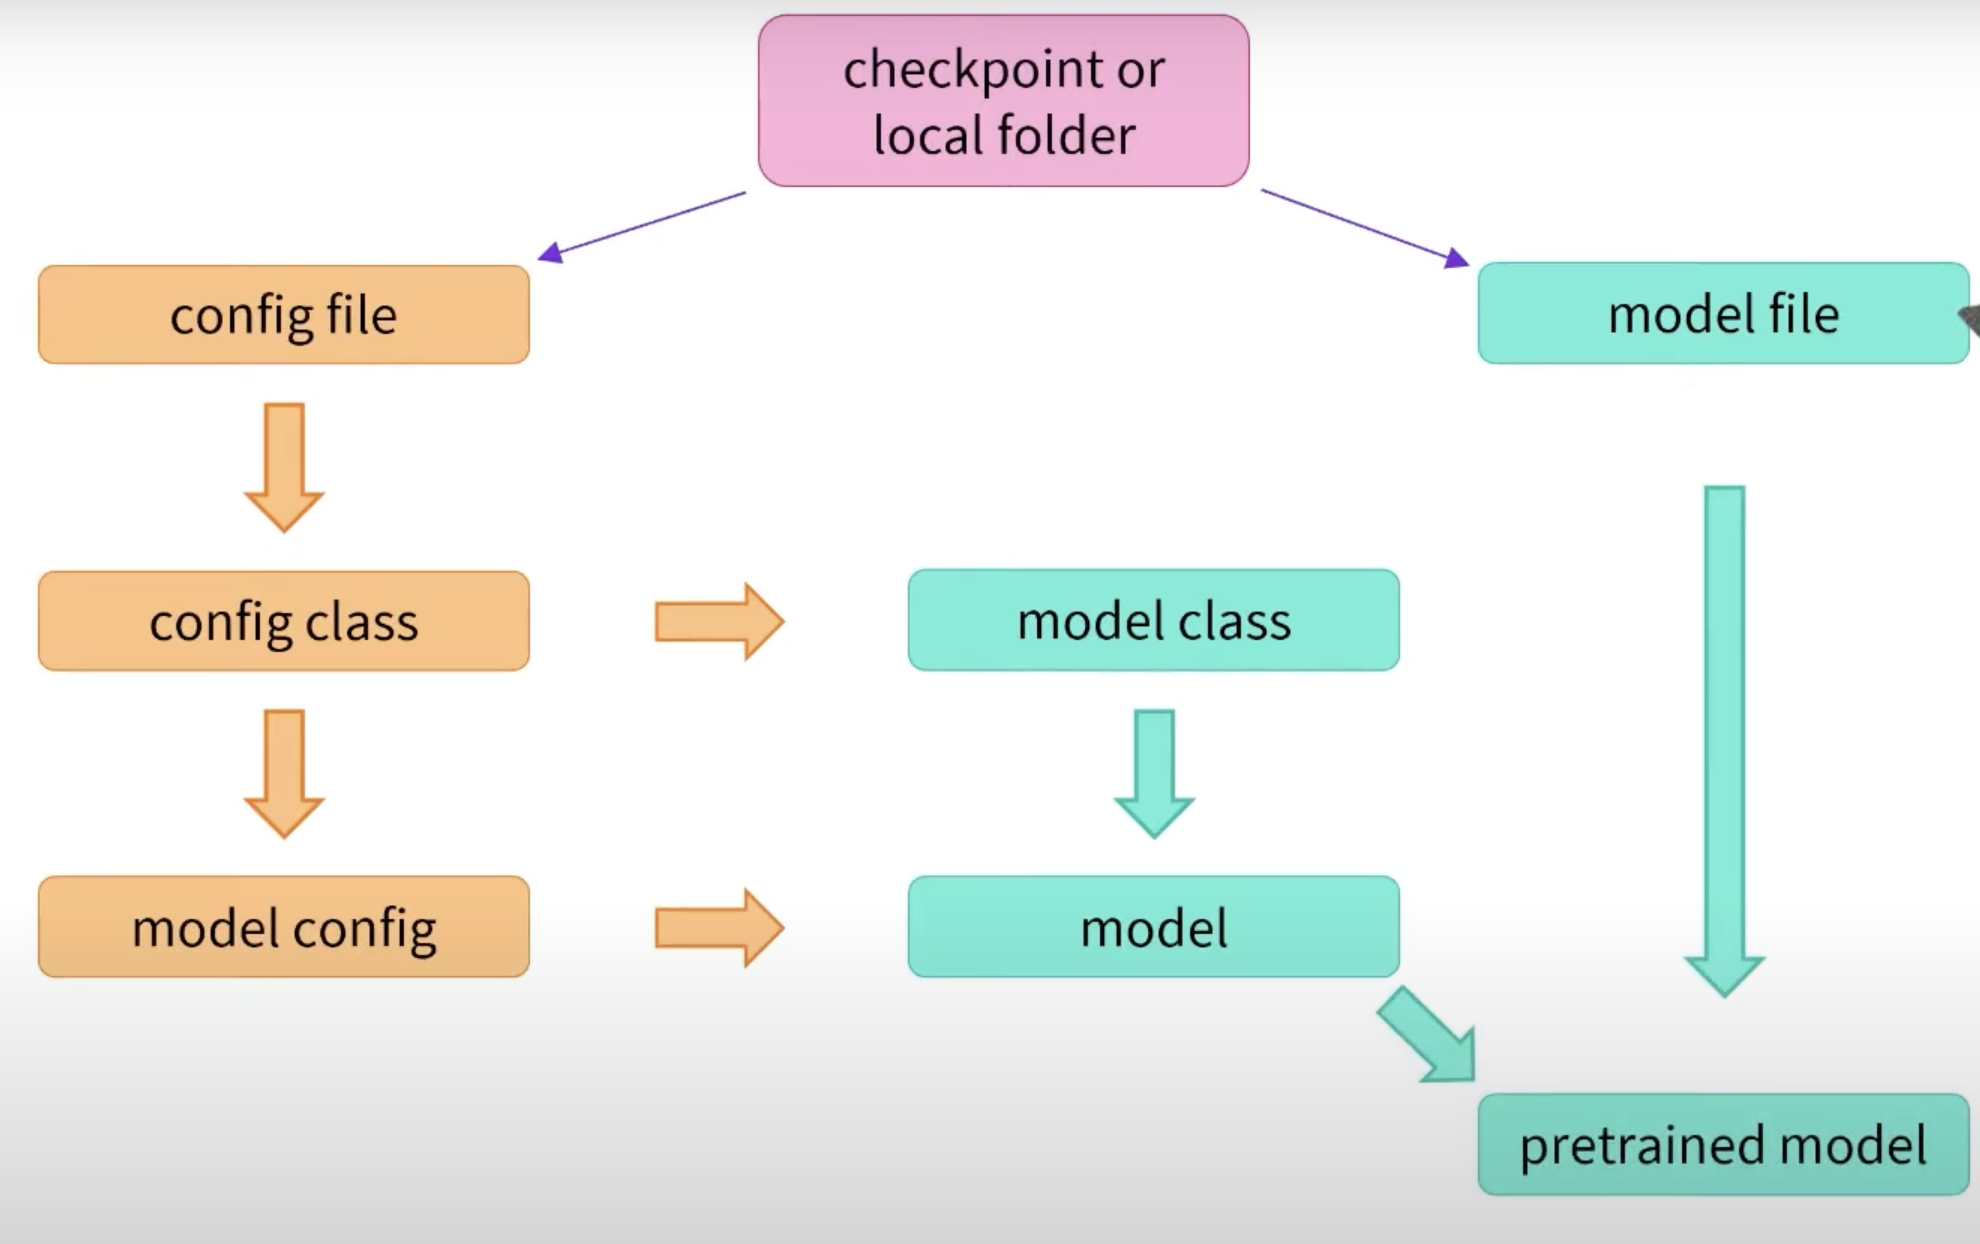 checkpoint or
local folder
config file
model file
config class
model class
model config
model
pretrained model